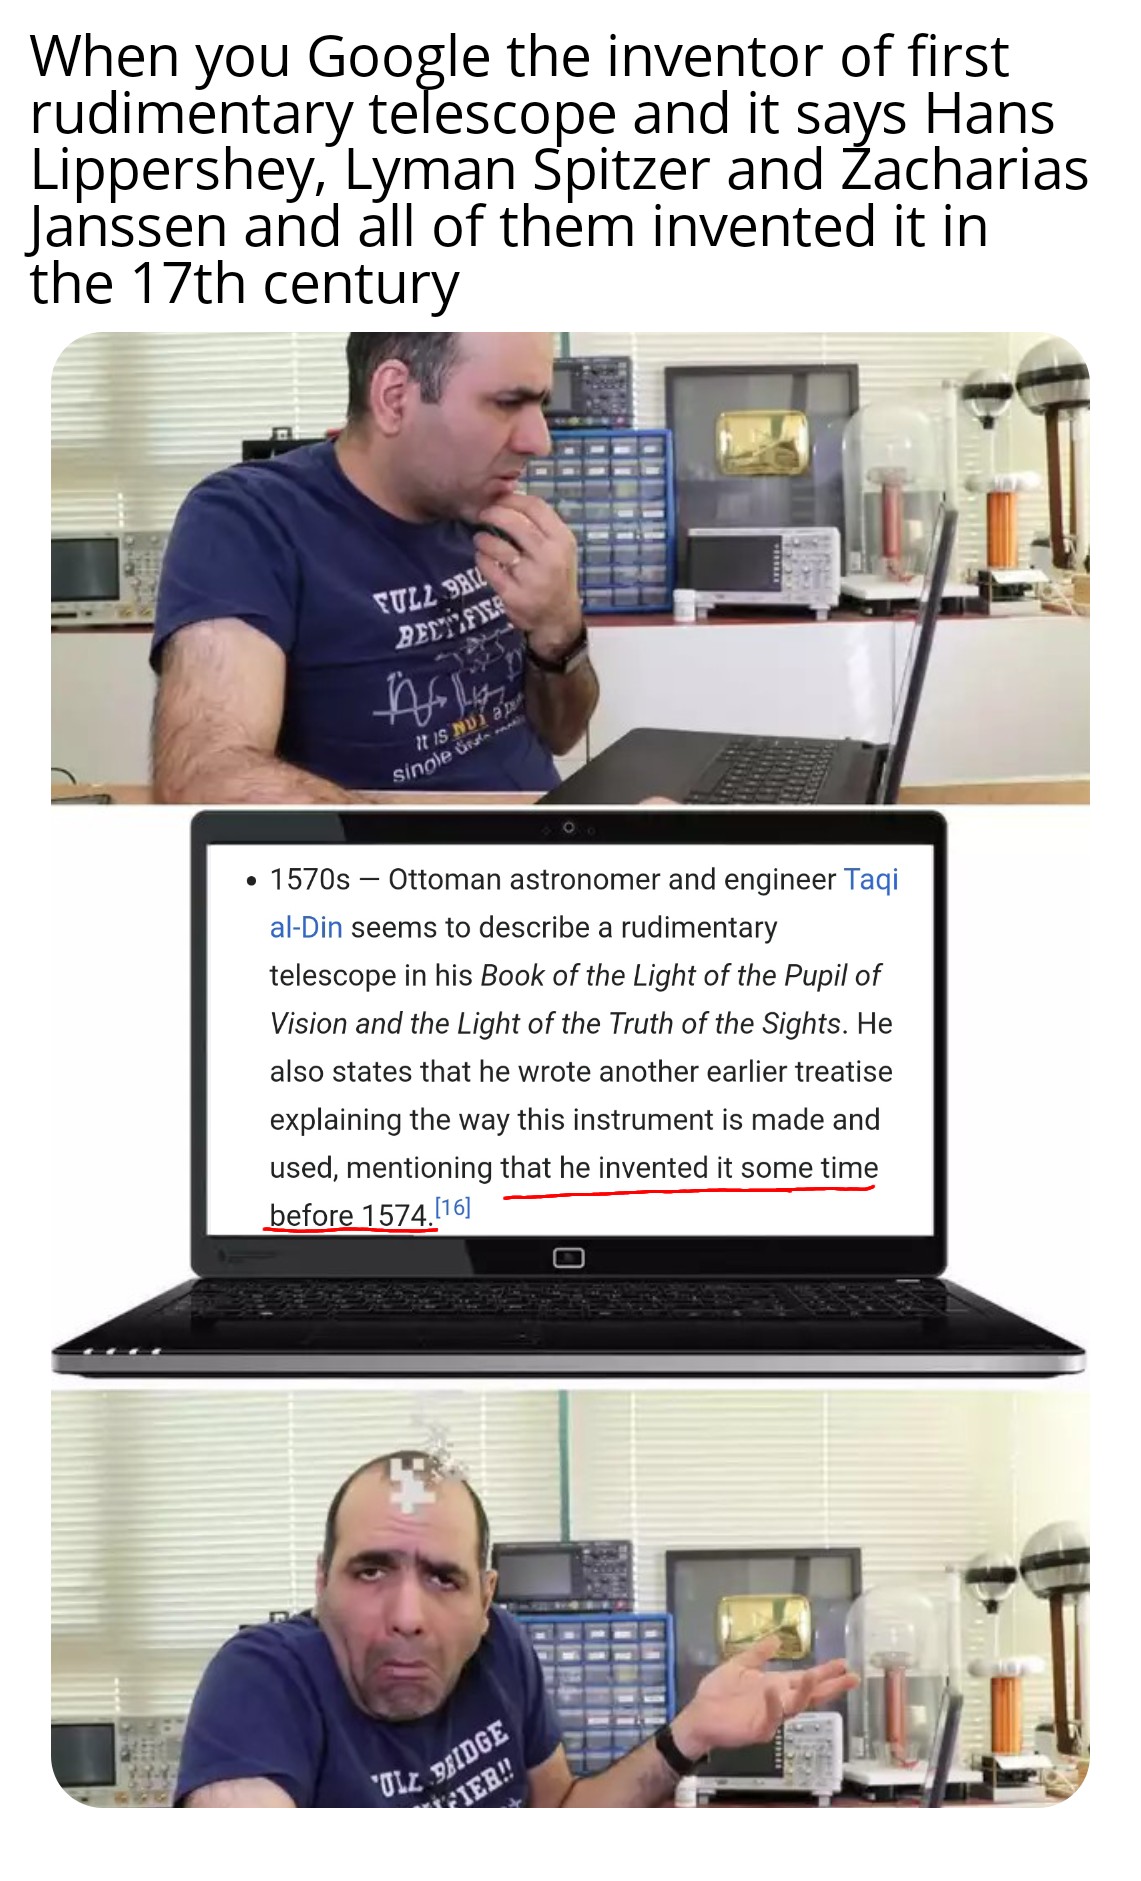 When you Google the inventor of first
rudimentary telescope and it says Hans
Lippershey, Lyman Spitzer and Zacharias
Janssen and all of them invented it in
the 17th century
FULL
RECTIFIER
It IS NOT a
single
• 1570s — Ottoman astronomer and engineer Taqi
al-Din seems to describe a rudimentary
telescope in his Book of the Light of the Pupil of
Vision and the Light of the Truth of the Sights. He
also states that he wrote another earlier treatise
explaining the way this instrument is made and
used, mentioning that he invented it some time
before 1574.[16]
BRIDGE